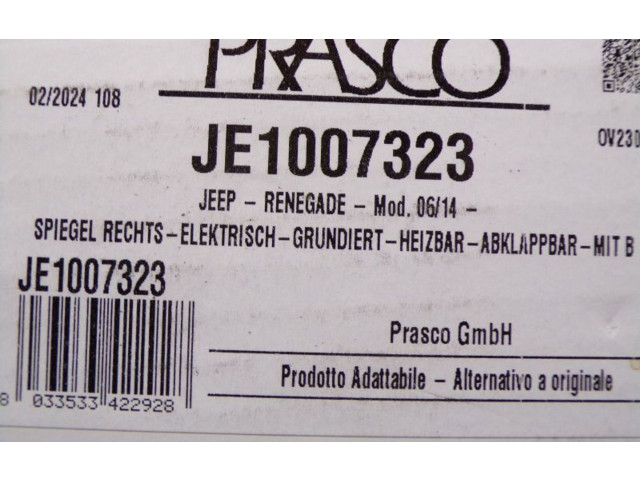 PRASCO
02/2024 108
OV230
JE1007323
JEEP - RENEGADE - Mod. 06/14 -
SPIEGEL RECHTS-ELEKTRISCH-GRUNDIERT-HEIZBAR-ABKLAPPBAR-MIT B
JE1007323
Prasco GmbH
Prodotto Adattabile - Alternativo a originale
8 033533 422928